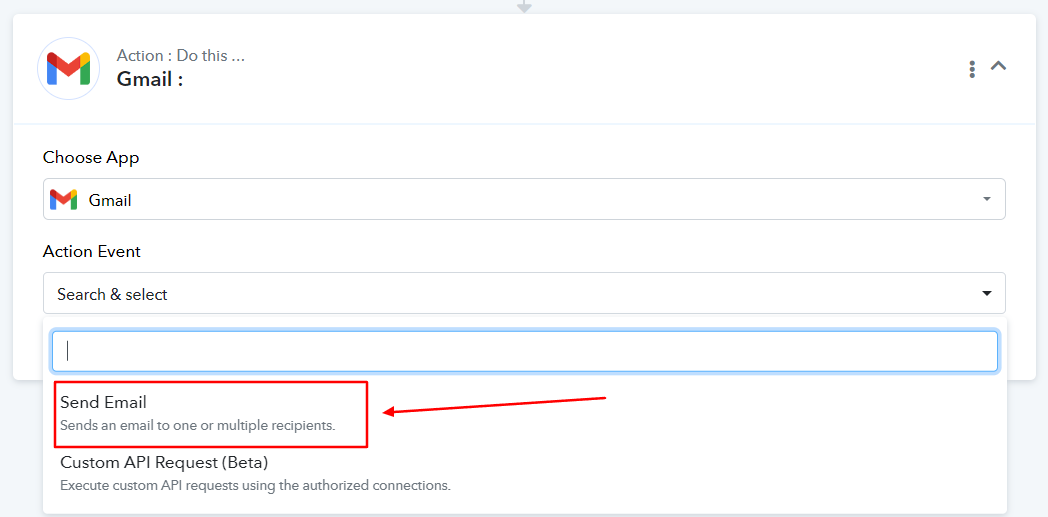 Action : Do this ...
Gmail :
Choose App
Gmail
Action Event
Search & select
Send Email
Sends an email to one or multiple recipients.
Custom API Request (Beta)
Execute custom API requests using the authorized connections.